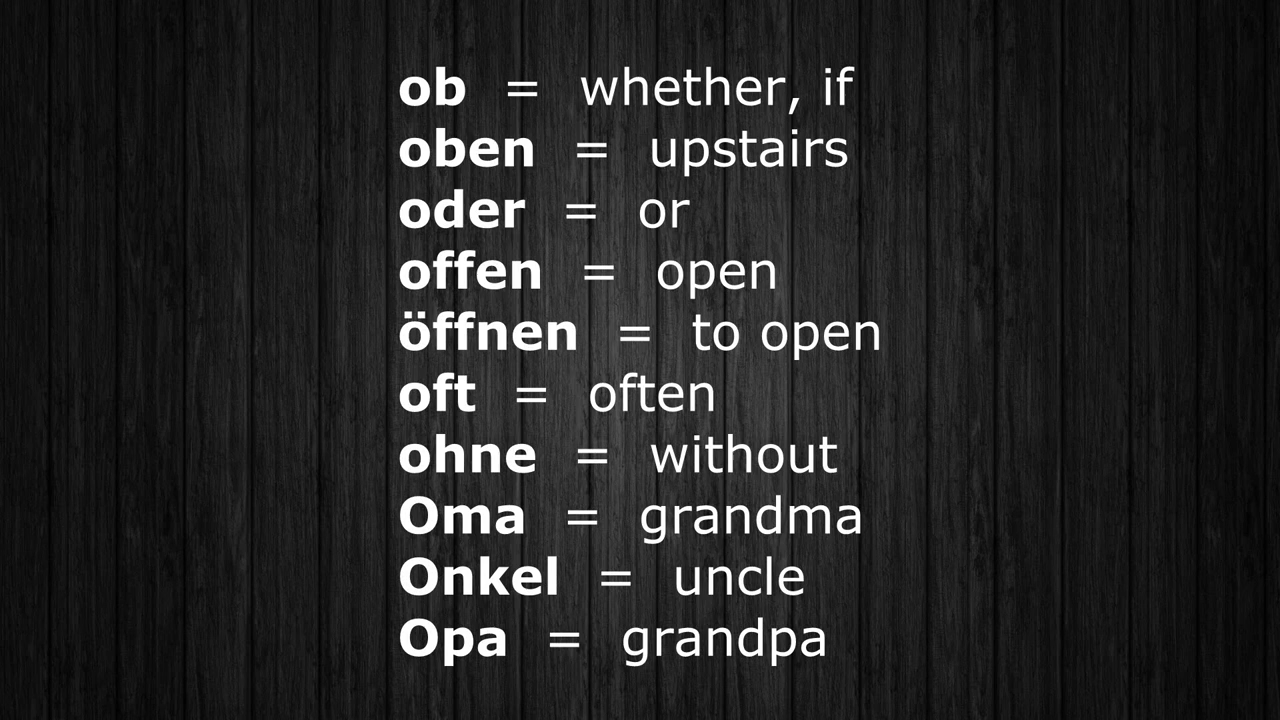 ob = whether, if
oben = upstairs
oder = or
offen = open
öffnen = to open
oft = often
ohne = without
Oma = grandma
Onkel = uncle
Opa = grandpa